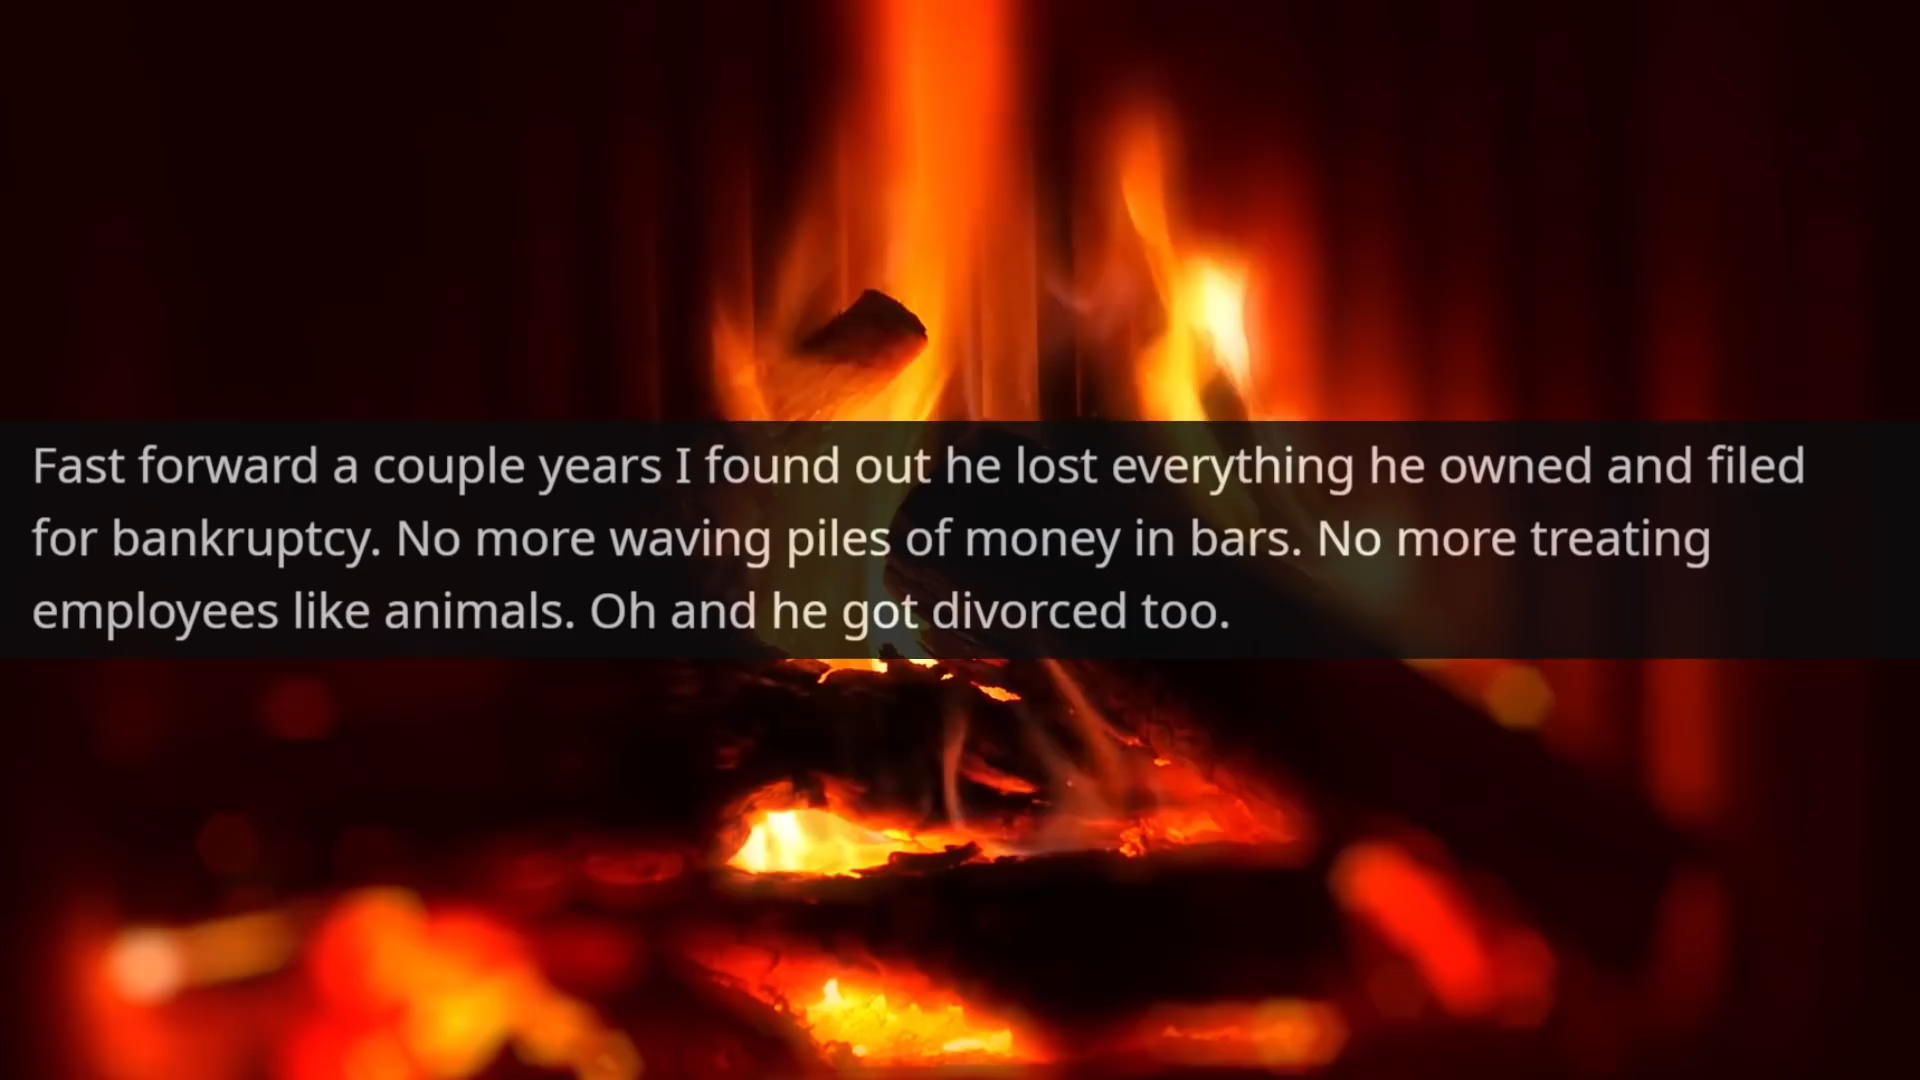 Fast forward a couple years I found out he lost everything he owned and filed
for bankruptcy. No more waving piles of money in bars. No more treating
employees like animals. Oh and he got divorced too.